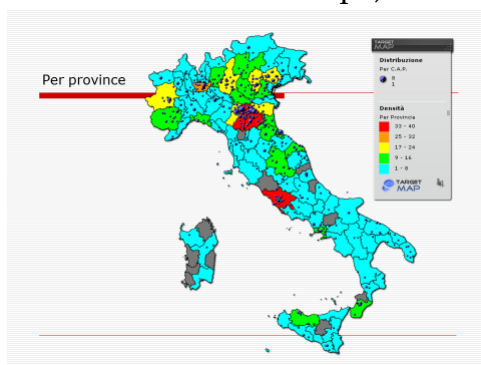 Per province
TARGET
MAP
Distribuzione
Per C.A.P.
8
1
Densità
Per Provincia
33 - 40
25 - 32
17 - 24
9 - 16
1 - 8
TARGET
MAP